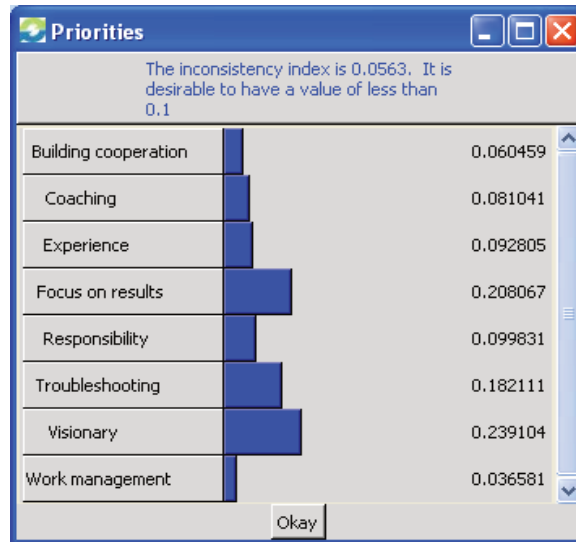 Priorities
The inconsistency index is 0.0563. It is
desirable to have a value of less than
0.1
Building cooperation 0.060459
Coaching 0.081041
Experience 0.092805
Focus on results 0.208067
Responsibility 0.099831
Troubleshooting 0.182111
Visionary 0.239104
Work management 0.036581
Okay